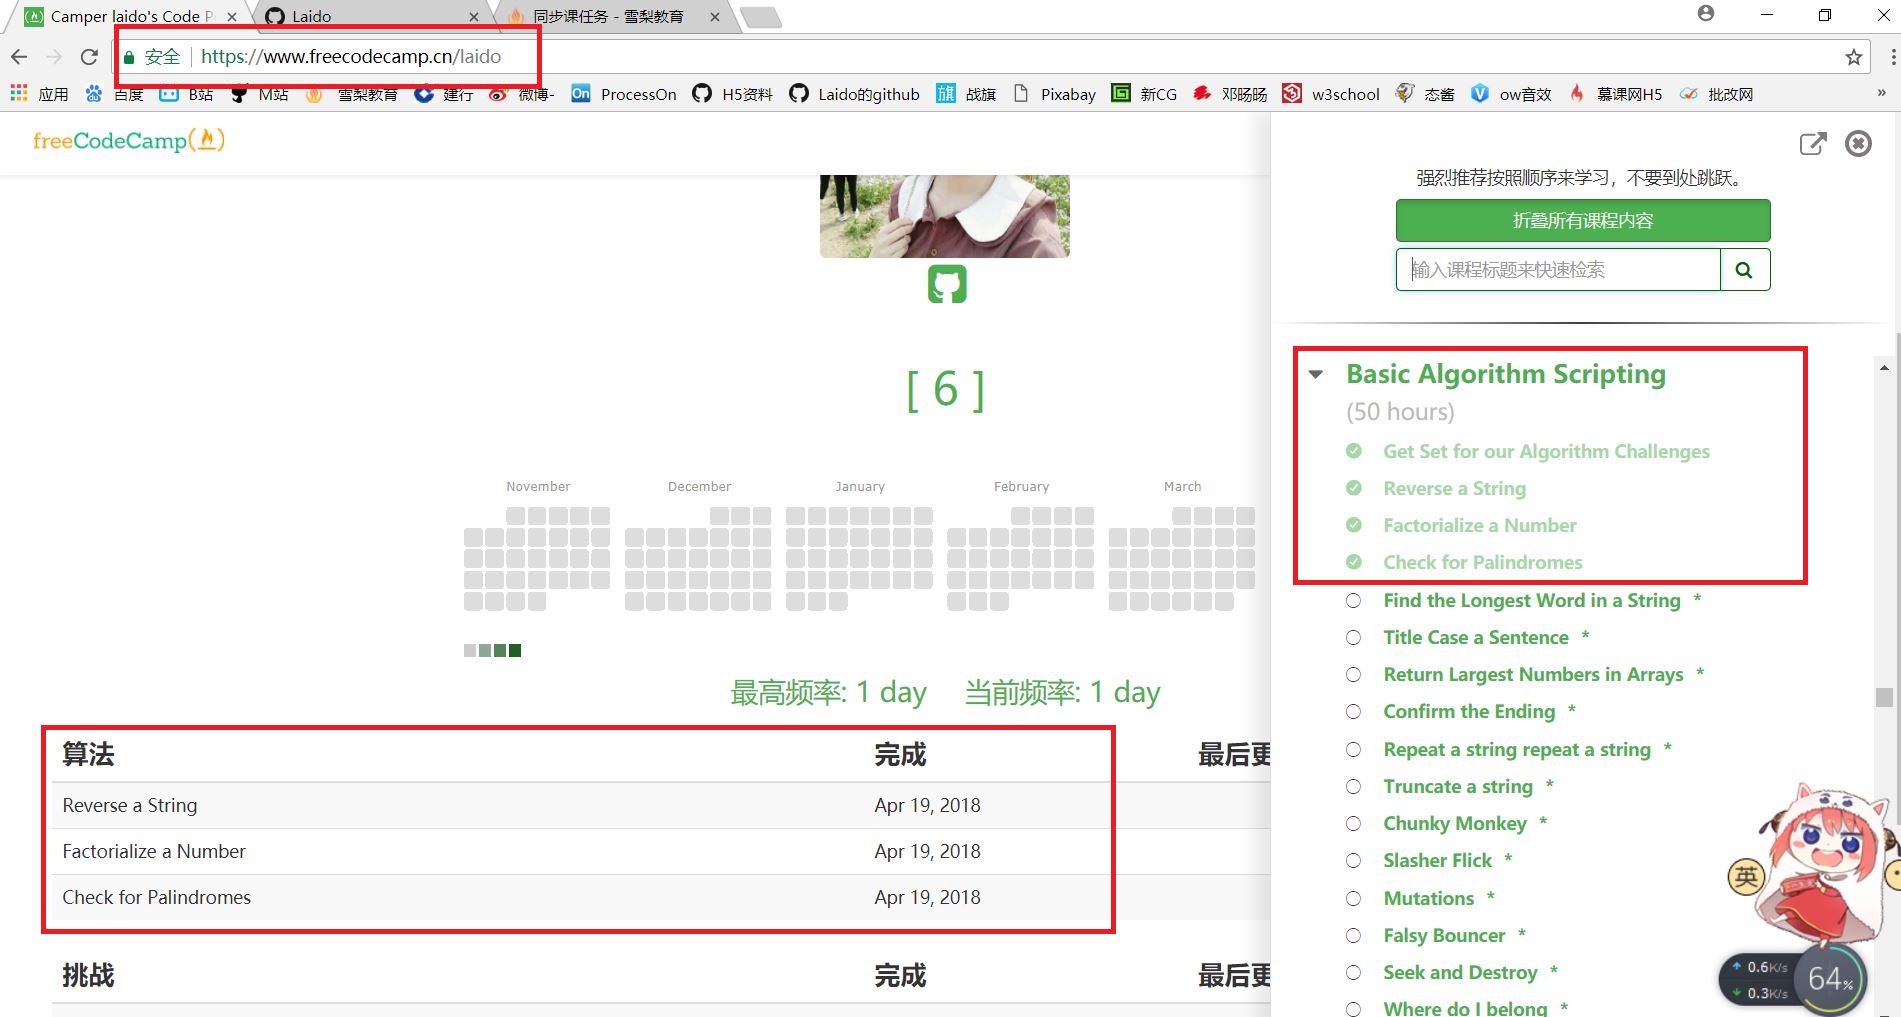 Camper laido's Code P
Laido
同步课任务 - 雪梨教育
安全 https://www.freecodecamp.cn/laido
应用 百度 B站 M站 雪梨教育 建行 微博- On ProcessOn H5资料 Laido的github 旗 战旗 Pixabay 新CG 邓旸旸 w3school 态酱 ow音效 慕课网H5 批改网 »
freeCodeCamp
强烈推荐按照顺序来学习，不要到处跳跃。
折叠所有课程内容
输入课程标题来快速检索
[ 6 ]
November December January February March
最高频率: 1 day 当前频率: 1 day
算法 完成 最后更
Reverse a String Apr 19, 2018
Factorialize a Number Apr 19, 2018
Check for Palindromes Apr 19, 2018
挑战 完成 最后更
Basic Algorithm Scripting
(50 hours)
Get Set for our Algorithm Challenges
Reverse a String
Factorialize a Number
Check for Palindromes
Find the Longest Word in a String *
Title Case a Sentence *
Return Largest Numbers in Arrays *
Confirm the Ending *
Repeat a string repeat a string *
Truncate a string *
Chunky Monkey *
Slasher Flick *
Mutations *
Falsy Bouncer *
Seek and Destroy *
Where do I belong *
英
0.6K/s
0.3K/s
64%